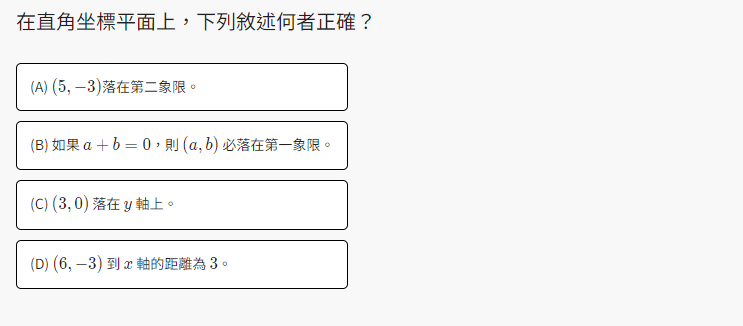 在直角坐標平面上，下列敘述何者正確？
(A) (5, −3)落在第二象限。
(B) 如果 a + b = 0，則 (a, b) 必落在第一象限。
(C) (3, 0) 落在 y 軸上。
(D) (6, −3) 到 x 軸的距離為 3。